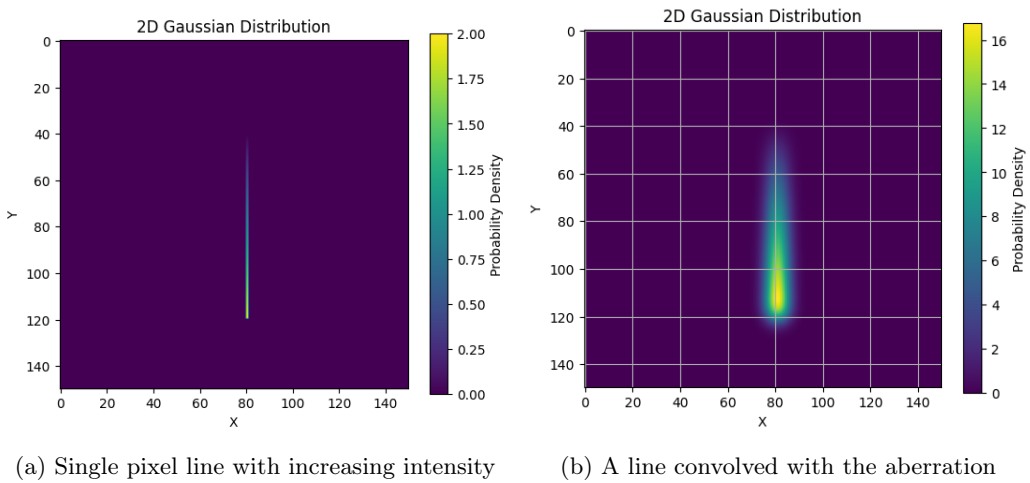 2D Gaussian Distribution
0
20
40
60
80
100
120
140
Y
0 20 40 60 80 100 120 140
X
2.00
1.75
1.50
1.25
1.00
0.75
0.50
0.25
0.00
Probability Density
(a) Single pixel line with increasing intensity
2D Gaussian Distribution
0
20
40
60
80
100
120
140
Y
0 20 40 60 80 100 120 140
X
16
14
12
10
8
6
4
2
0
Probability Density
(b) A line convolved with the aberration